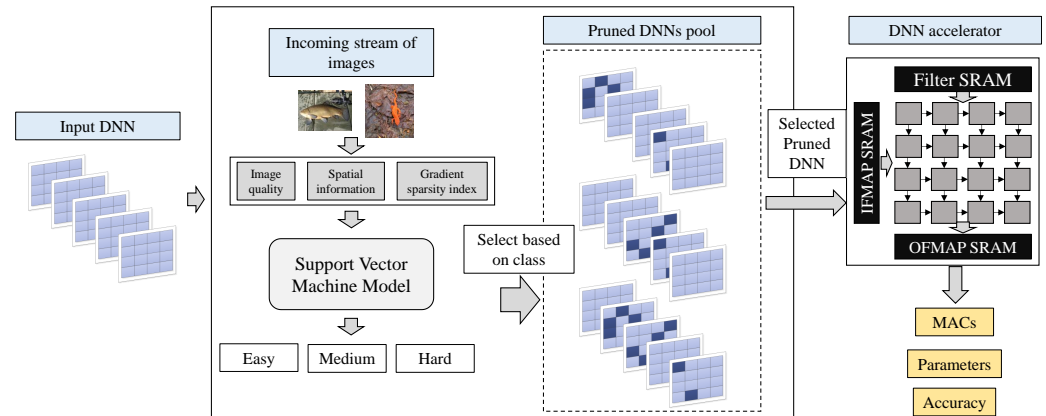 Input DNN
Incoming stream of
images
Image
quality
Spatial
information
Gradient
sparsity index
Support Vector
Machine Model
Easy
Medium
Hard
Select based
on class
Pruned DNNs pool
Selected
Pruned
DNN
DNN accelerator
Filter SRAM
IFMAP SRAM
OFMAP SRAM
MACs
Parameters
Accuracy